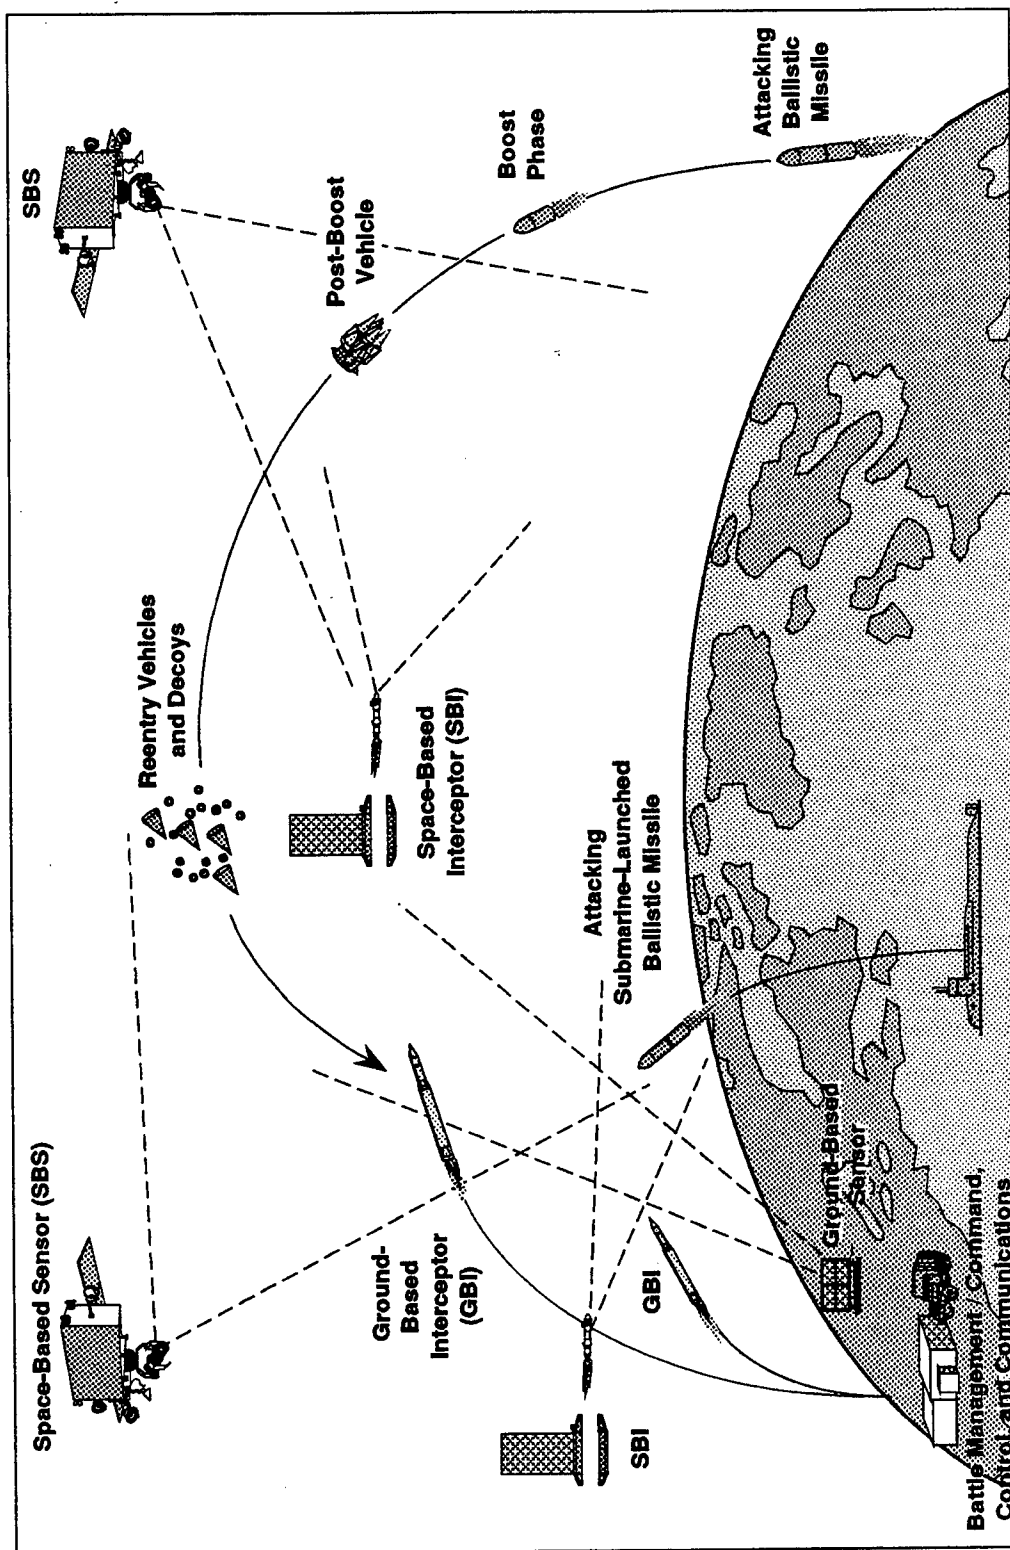 Space-Based Sensor (SBS)
SBS
Reentry Vehicles
and Decoys
Post-Boost
Vehicle
Ground-
Based
Interceptor
(GBI)
Space-Based
Interceptor (SBI)
Boost
Phase
Attacking
Submarine-Launched
Ballistic Missile
SBI
GBI
Attacking
Ballistic
Missile
Ground-Based
Sensor
Battle Management / Command,
Control, and Communications